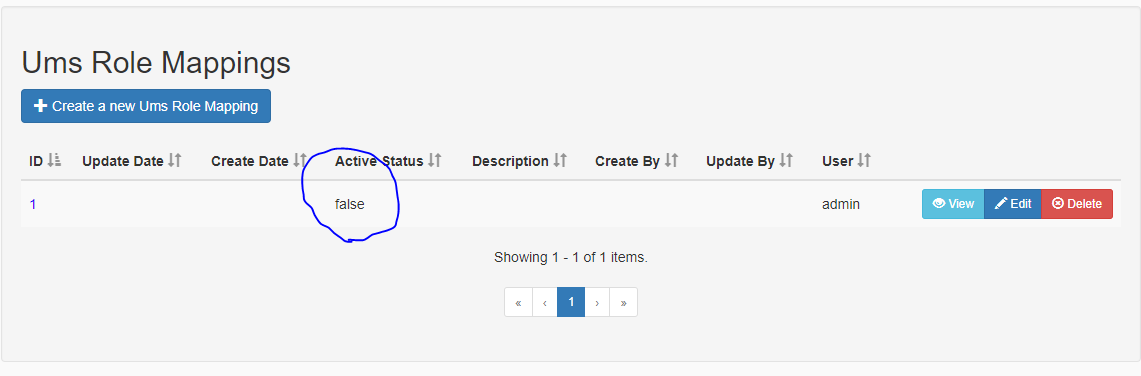 Ums Role Mappings
Create a new Ums Role Mapping
ID Update Date Create Date Active Status Description Create By Update By User
1 false admin View Edit Delete
Showing 1 - 1 of 1 items.
« ‹ 1 › »